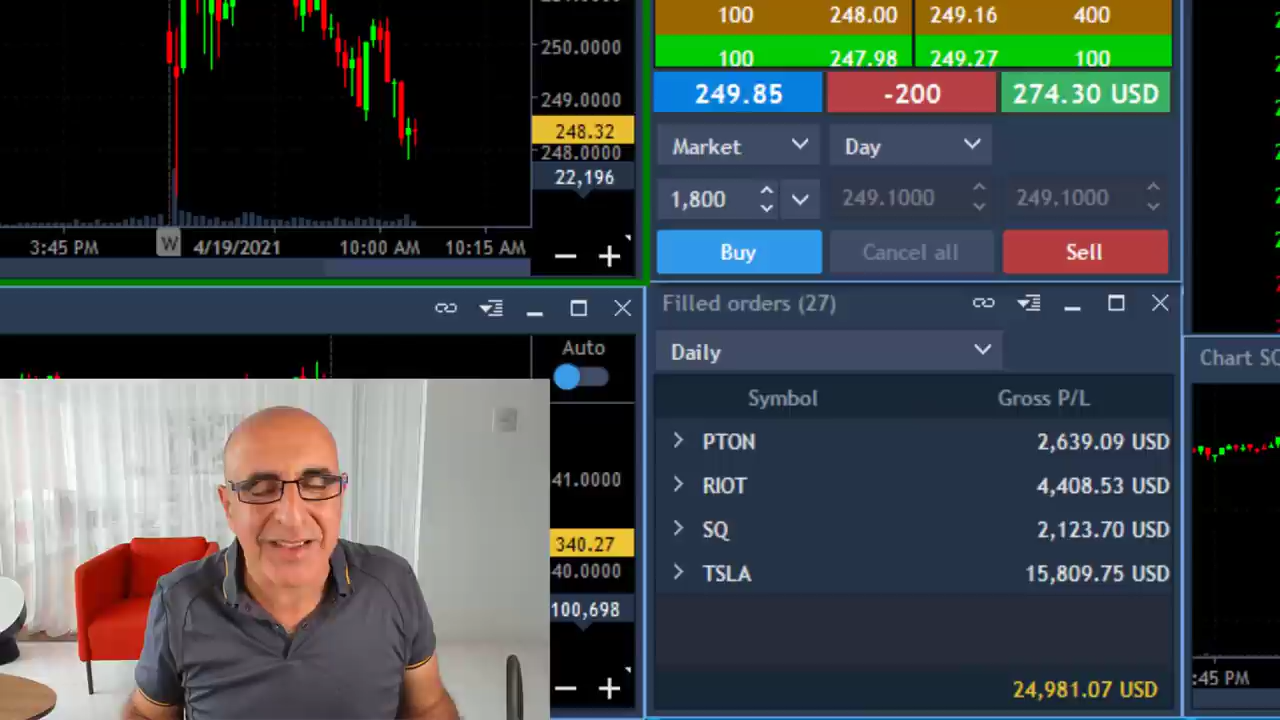 100 248.00 249.16 400
250.0000
100 247.98 249.27 100
249.85 -200 274.30 USD
249.0000
248.32
248.0000
Market Day
22,196
1,800 249.1000 249.1000
3:45 PM W 4/19/2021 10:00 AM 10:15 AM
Buy Cancel all Sell
Filled orders (27)
Auto
Daily
Chart SC
Symbol Gross P/L
PTON 2,639.09 USD
41.0000
RIOT 4,408.53 USD
SQ 2,123.70 USD
340.27
40.0000
TSLA 15,809.75 USD
100,698
:45 PM
24,981.07 USD